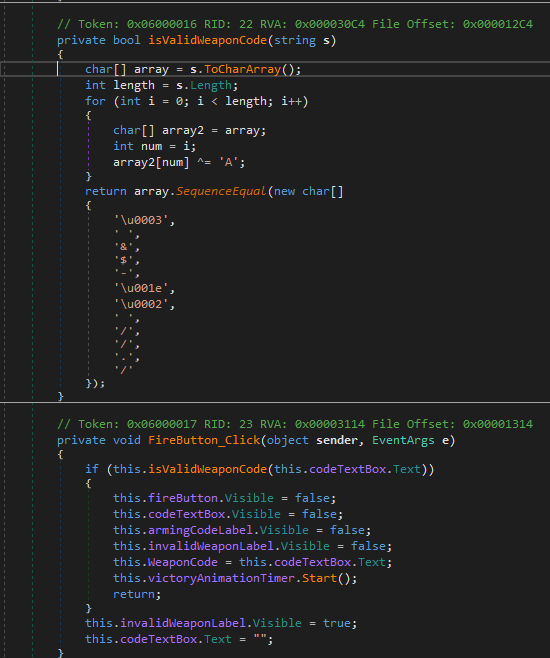 // Token: 0x06000016 RID: 22 RVA: 0x000030C4 File Offset: 0x000012C4
private bool isValidWeaponCode(string s)
{
char[] array = s.ToCharArray();
int length = s.Length;
for (int i = 0; i < length; i++)
{
char[] array2 = array;
int num = i;
array2[num] ^= 'A';
}
return array.SequenceEqual(new char[]
{
'\u0003',
' ',
'&',
'$',
'-',
'\u001e',
'\u0002',
' ',
'/',
'/',
'.',
'/'
});
}
// Token: 0x06000017 RID: 23 RVA: 0x00003114 File Offset: 0x00001314
private void FireButton_Click(object sender, EventArgs e)
{
if (this.isValidWeaponCode(this.codeTextBox.Text))
{
this.fireButton.Visible = false;
this.codeTextBox.Visible = false;
this.armingCodeLabel.Visible = false;
this.invalidWeaponLabel.Visible = false;
this.WeaponCode = this.codeTextBox.Text;
this.victoryAnimationTimer.Start();
return;
}
this.invalidWeaponLabel.Visible = true;
this.codeTextBox.Text = "";
}